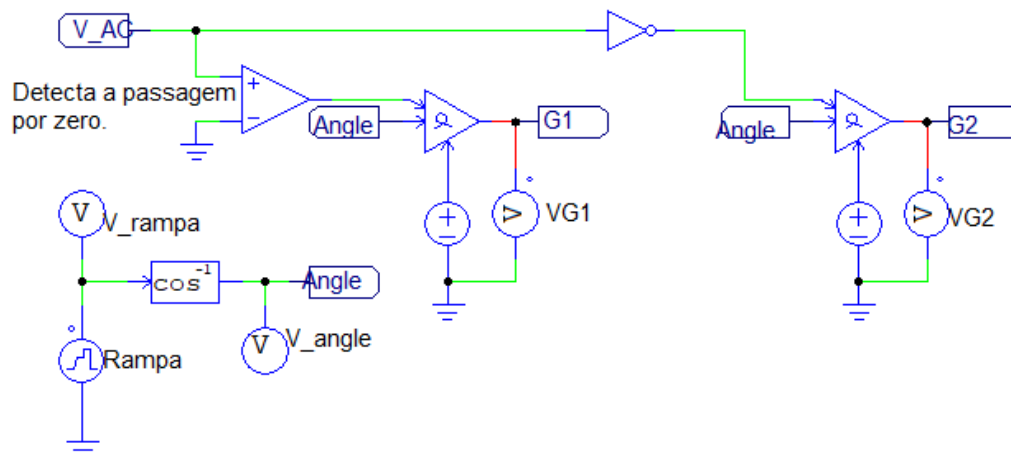 V_AC
Detecta a passagem
por zero.
Angle
G1
Angle
G2
VG1
VG2
V
V
V
V_rampa
cos⁻¹
Angle
V
V_angle
Rampa